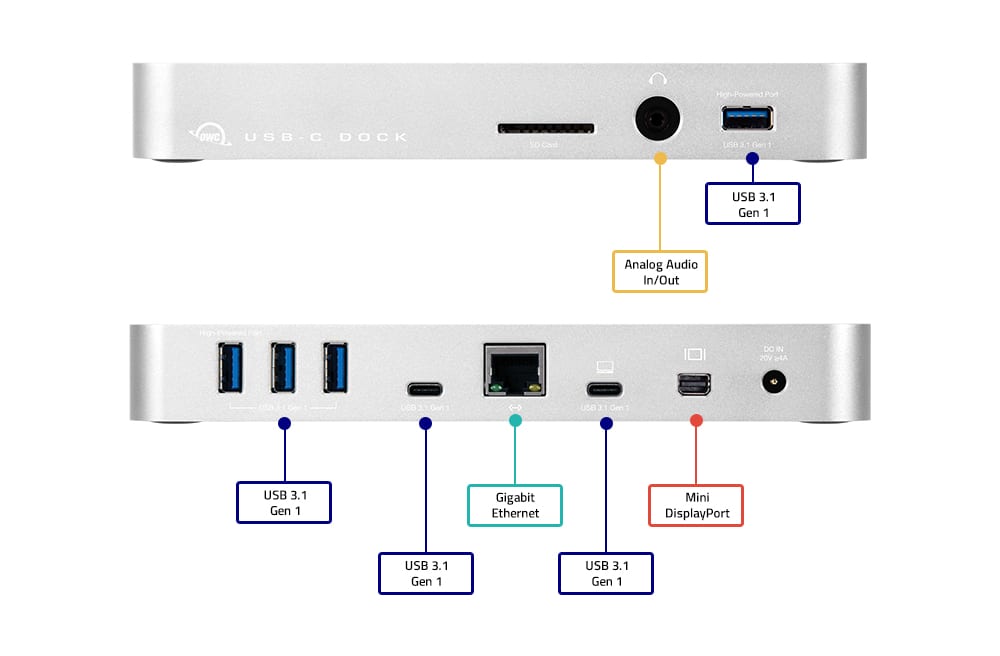 High-Powered Port
OWC USB-C DOCK
SD Card
USB 3.1 Gen 1
USB 3.1
Gen 1
Analog Audio
In/Out
High-Powered Port
DC IN
20V ≥4A
USB 3.1 Gen 1
USB 3.1 Gen 1
USB 3.1 Gen 1
USB 3.1
Gen 1
Gigabit
Ethernet
Mini
DisplayPort
USB 3.1
Gen 1
USB 3.1
Gen 1